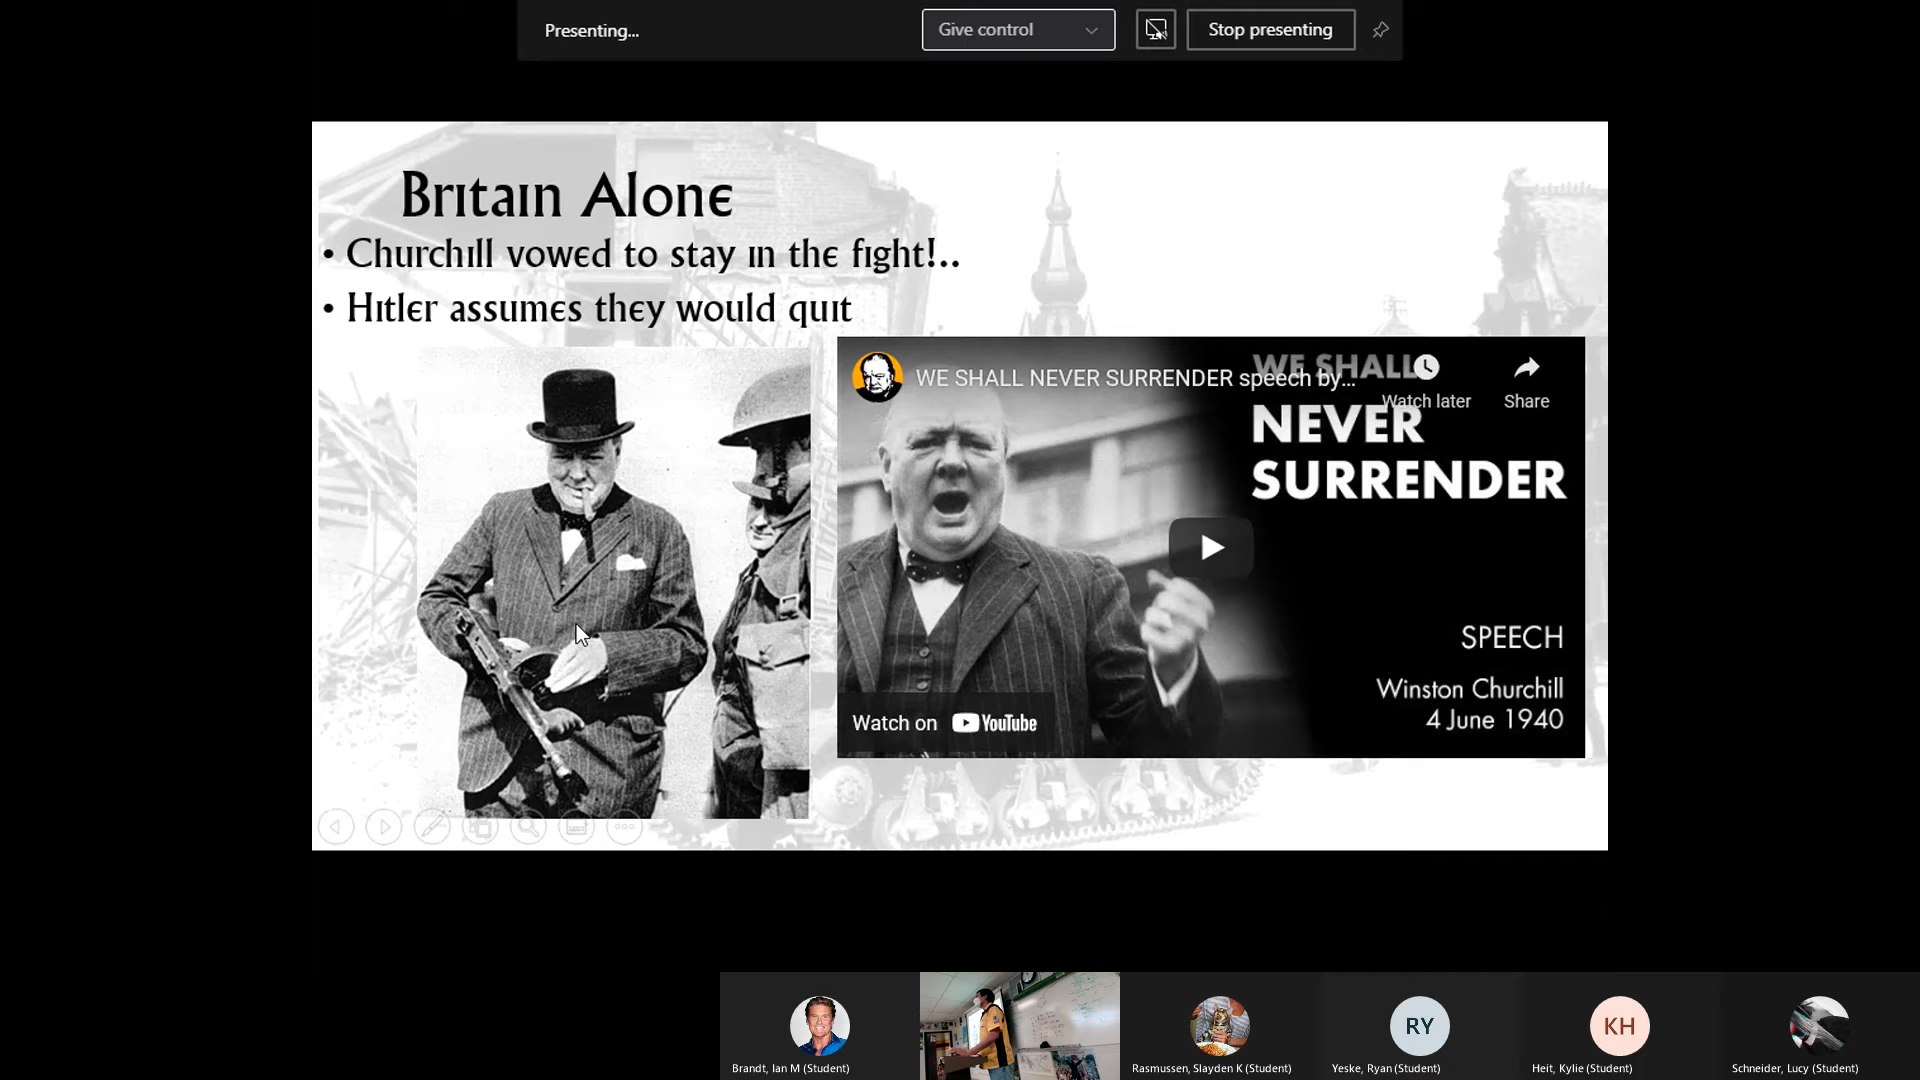 Presenting...
Give control
Stop presenting
Britain Alone
• Churchill vowed to stay in the fight!..
• Hitler assumes they would quit
WE SHALL NEVER SURRENDER speech by...
Watch later
Share
WE SHALL
NEVER
SURRENDER
SPEECH
Winston Churchill
4 June 1940
Watch on YouTube
RY
KH
Brandt, Ian M (Student)
Rasmussen, Slayden K (Student)
Yeske, Ryan (Student)
Heit, Kylie (Student)
Schneider, Lucy (Student)